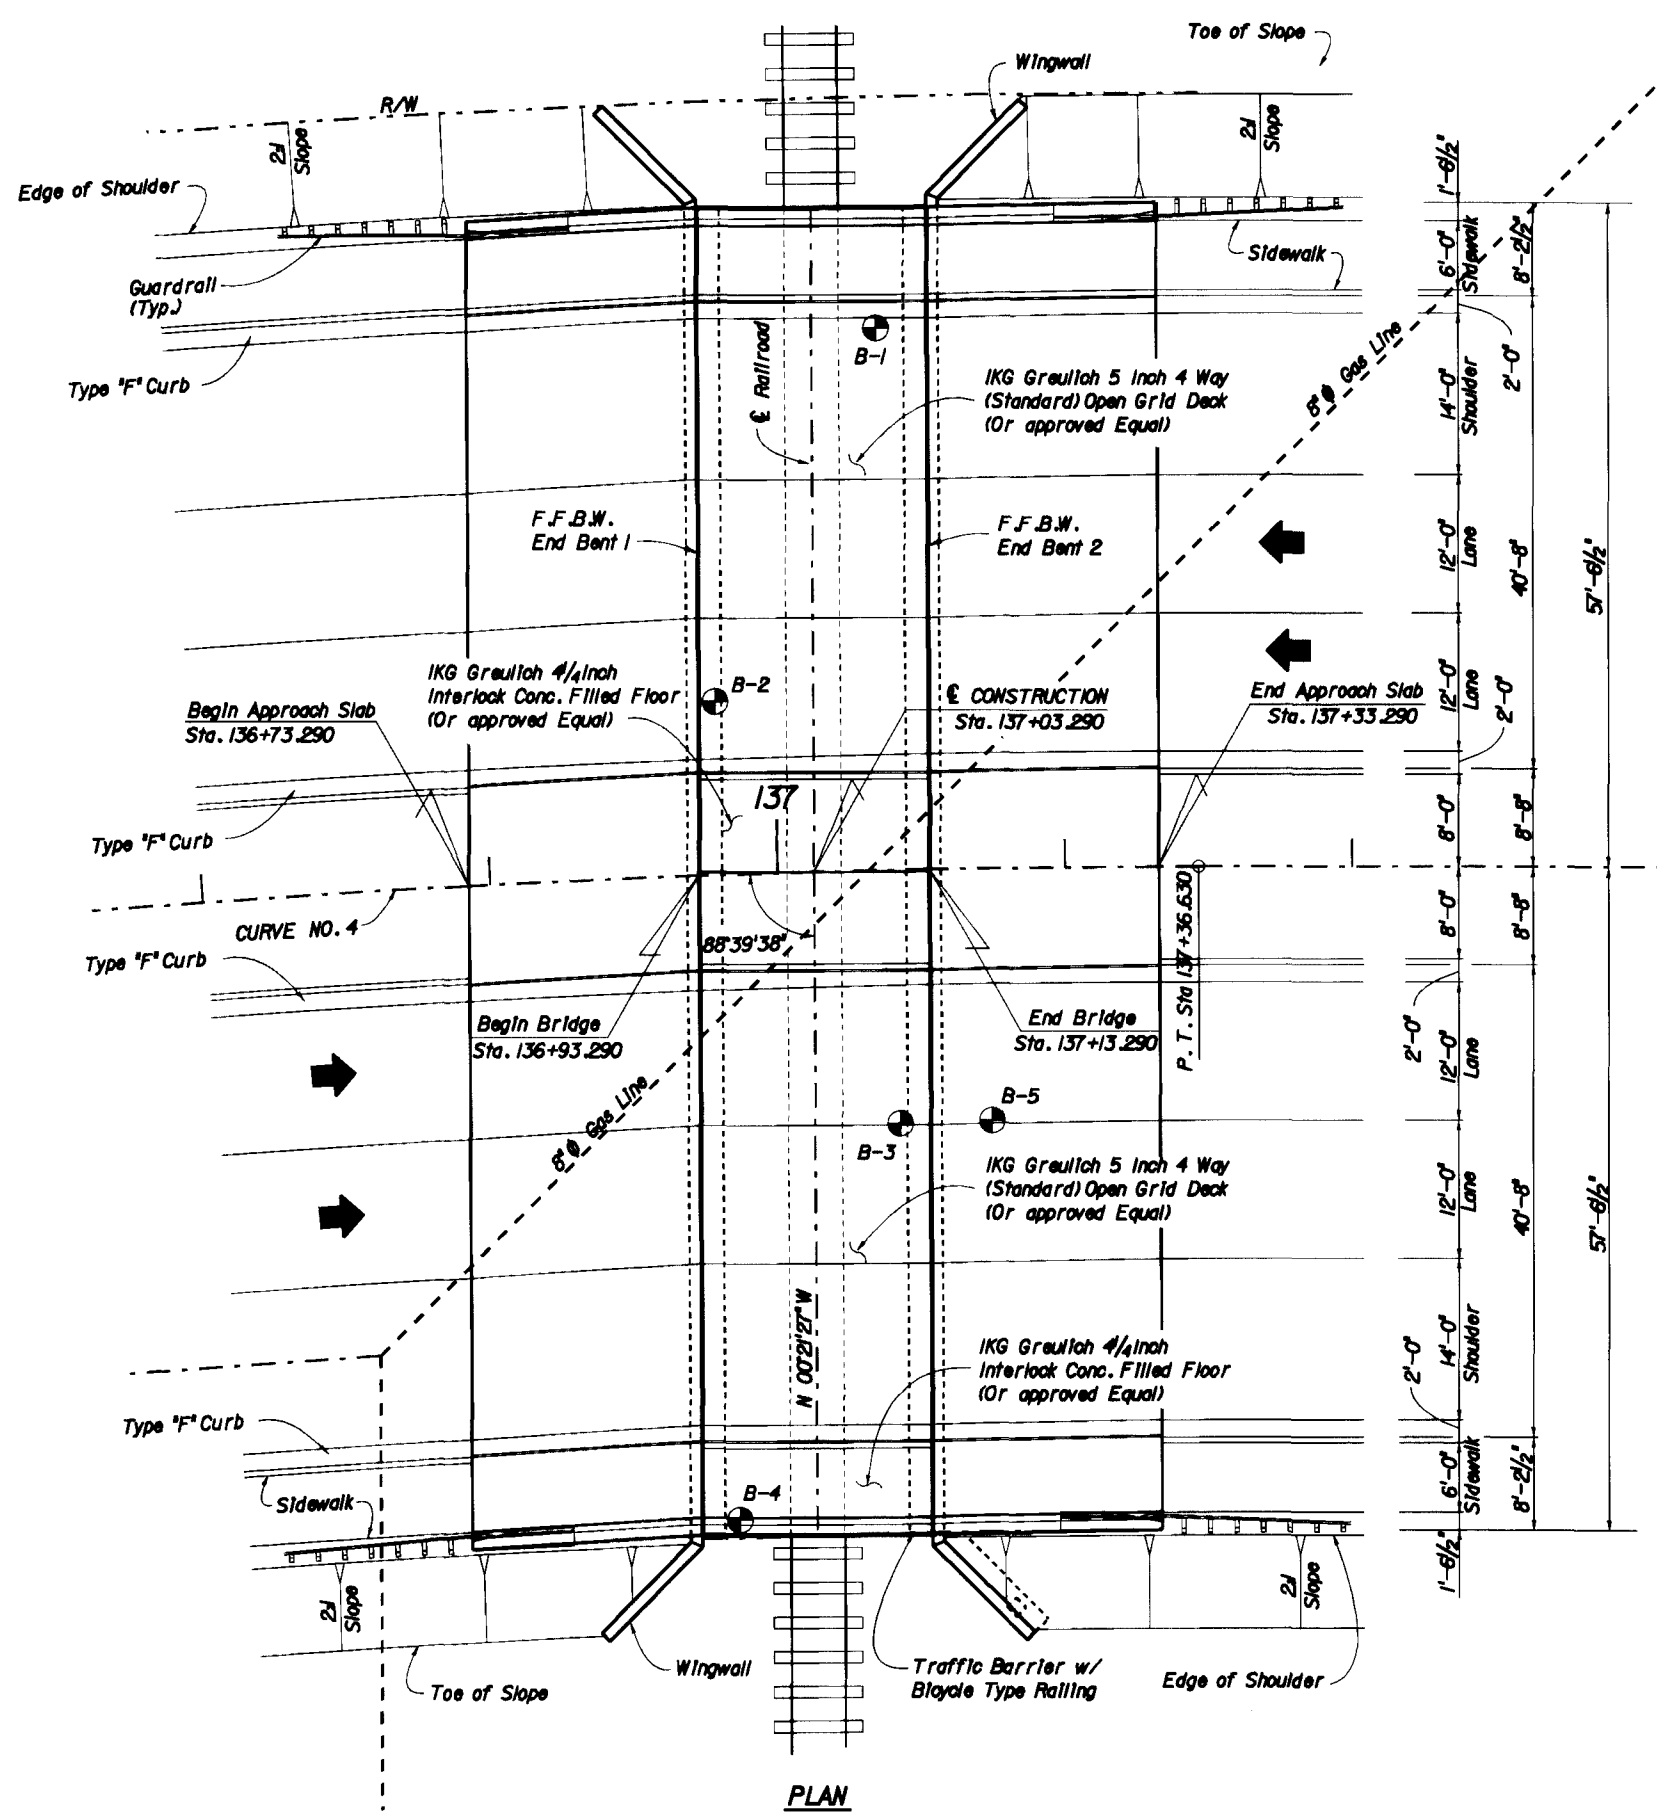 Toe of Slope
Wingwall
R/W
2:1
Slope
2:1
Slope
Edge of Shoulder
Guardrail
(Typ.)
Sidewalk
Type "F" Curb
℄ Railroad
B-1
IKG Greulich 5 Inch 4 Way
(Standard) Open Grid Deck
(Or approved Equal)
8"ϕ Gas Line
F.F.B.W.
End Bent 1
F.F.B.W.
End Bent 2
IKG Greulich 4 1/4 Inch
Interlock Conc. Filled Floor
(Or approved Equal)
B-2
Begin Approach Slab
Sta. 136+73.290
℄ CONSTRUCTION
Sta. 137+03.290
End Approach Slab
Sta. 137+33.290
137
Type "F" Curb
CURVE NO. 4
Type "F" Curb
88°39'38"
P. T. Sta 137+36.630
Begin Bridge
Sta. 136+93.290
End Bridge
Sta. 137+13.290
8"ϕ Gas Line
B-3
B-5
IKG Greulich 5 Inch 4 Way
(Standard) Open Grid Deck
(Or approved Equal)
N 00°21'27" W
IKG Greulich 4 1/4 Inch
Interlock Conc. Filled Floor
(Or approved Equal)
Type "F" Curb
Sidewalk
B-4
2:1
Slope
2:1
Slope
Toe of Slope
Wingwall
Traffic Barrier w/
Bicycle Type Railing
Edge of Shoulder
1'-6 1/2"
6'-0"
Sidewalk
8'-2 1/2"
2'-0"
14'-0"
Shoulder
12'-0"
Lane
40'-8"
57'-6 1/2"
12'-0"
Lane
2'-0"
8'-0"
8'-8"
8'-0"
8'-8"
2'-0"
12'-0"
Lane
12'-0"
Lane
40'-8"
57'-6 1/2"
14'-0"
Shoulder
2'-0"
6'-0"
Sidewalk
8'-2 1/2"
1'-6 1/2"
PLAN